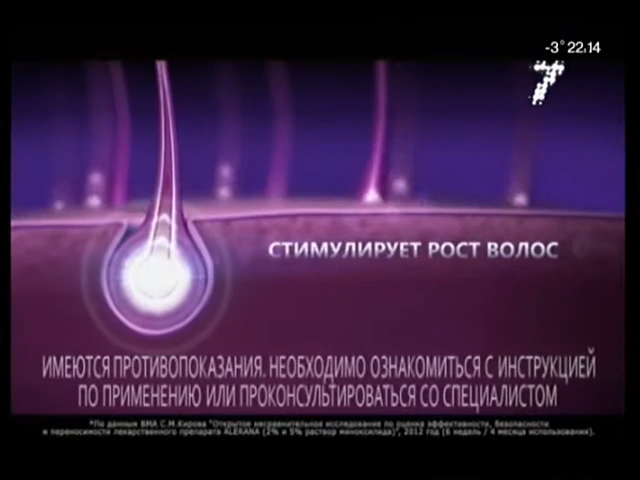 -3° 22:14
7
СТИМУЛИРУЕТ РОСТ ВОЛОС
ИМЕЮТСЯ ПРОТИВОПОКАЗАНИЯ. НЕОБХОДИМО ОЗНАКОМИТЬСЯ С ИНСТРУКЦИЕЙ
ПО ПРИМЕНЕНИЮ ИЛИ ПРОКОНСУЛЬТИРОВАТЬСЯ СО СПЕЦИАЛИСТОМ
*По данным ВМА С.М.Кирова "Открытое несравнительное исследование по оценке эффективности, безопасности
и переносимости лекарственного препарата ALERANA (2% и 5% раствор миноксидила)", 2012 год (6 недель / 4 месяца использования).